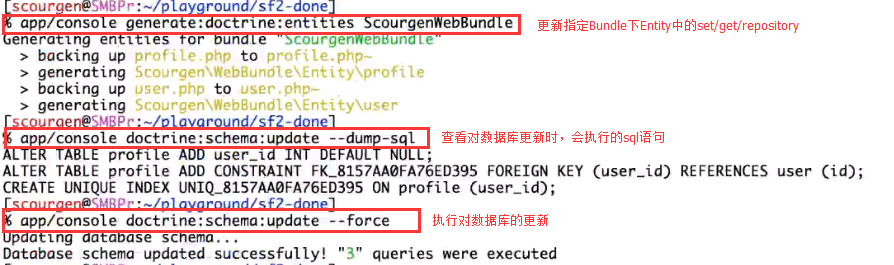 [scourgen@SMBPr:~/playground/sf2-done]
% app/console generate:doctrine:entities ScourgenWebBundle 更新指定Bundle下Entity中的set/get/repository
Generating entities for bundle "ScourgenWebBundle"
> backing up profile.php to profile.php~
> generating Scourgen\WebBundle\Entity\profile
> backing up user.php to user.php~
> generating Scourgen\WebBundle\Entity\user
[scourgen@SMBPr:~/playground/sf2-done]
% app/console doctrine:schema:update --dump-sql 查看对数据库更新时，会执行的sql语句
ALTER TABLE profile ADD user_id INT DEFAULT NULL;
ALTER TABLE profile ADD CONSTRAINT FK_8157AA0FA76ED395 FOREIGN KEY (user_id) REFERENCES user (id);
CREATE UNIQUE INDEX UNIQ_8157AA0FA76ED395 ON profile (user_id);
[scourgen@SMBPr:~/playground/sf2-done]
% app/console doctrine:schema:update --force 执行对数据库的更新
Updating database schema...
Database schema updated successfully! "3" queries were executed
[scourgen@SMBPr:~/playground/sf2-done]